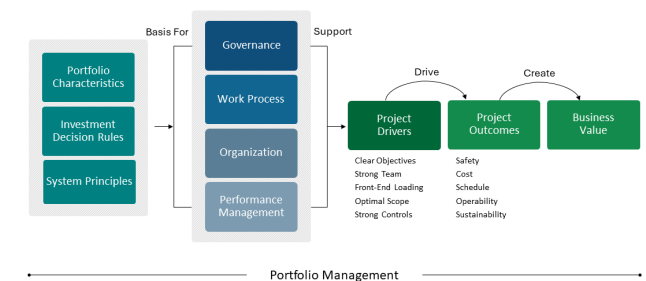 Basis For
Support
Portfolio
Characteristics
Investment
Decision Rules
System Principles
Governance
Work Process
Organization
Performance
Management
Drive
Create
Project
Drivers
Project
Outcomes
Business
Value
Clear Objectives
Strong Team
Front-End Loading
Optimal Scope
Strong Controls
Safety
Cost
Schedule
Operability
Sustainability
Portfolio Management